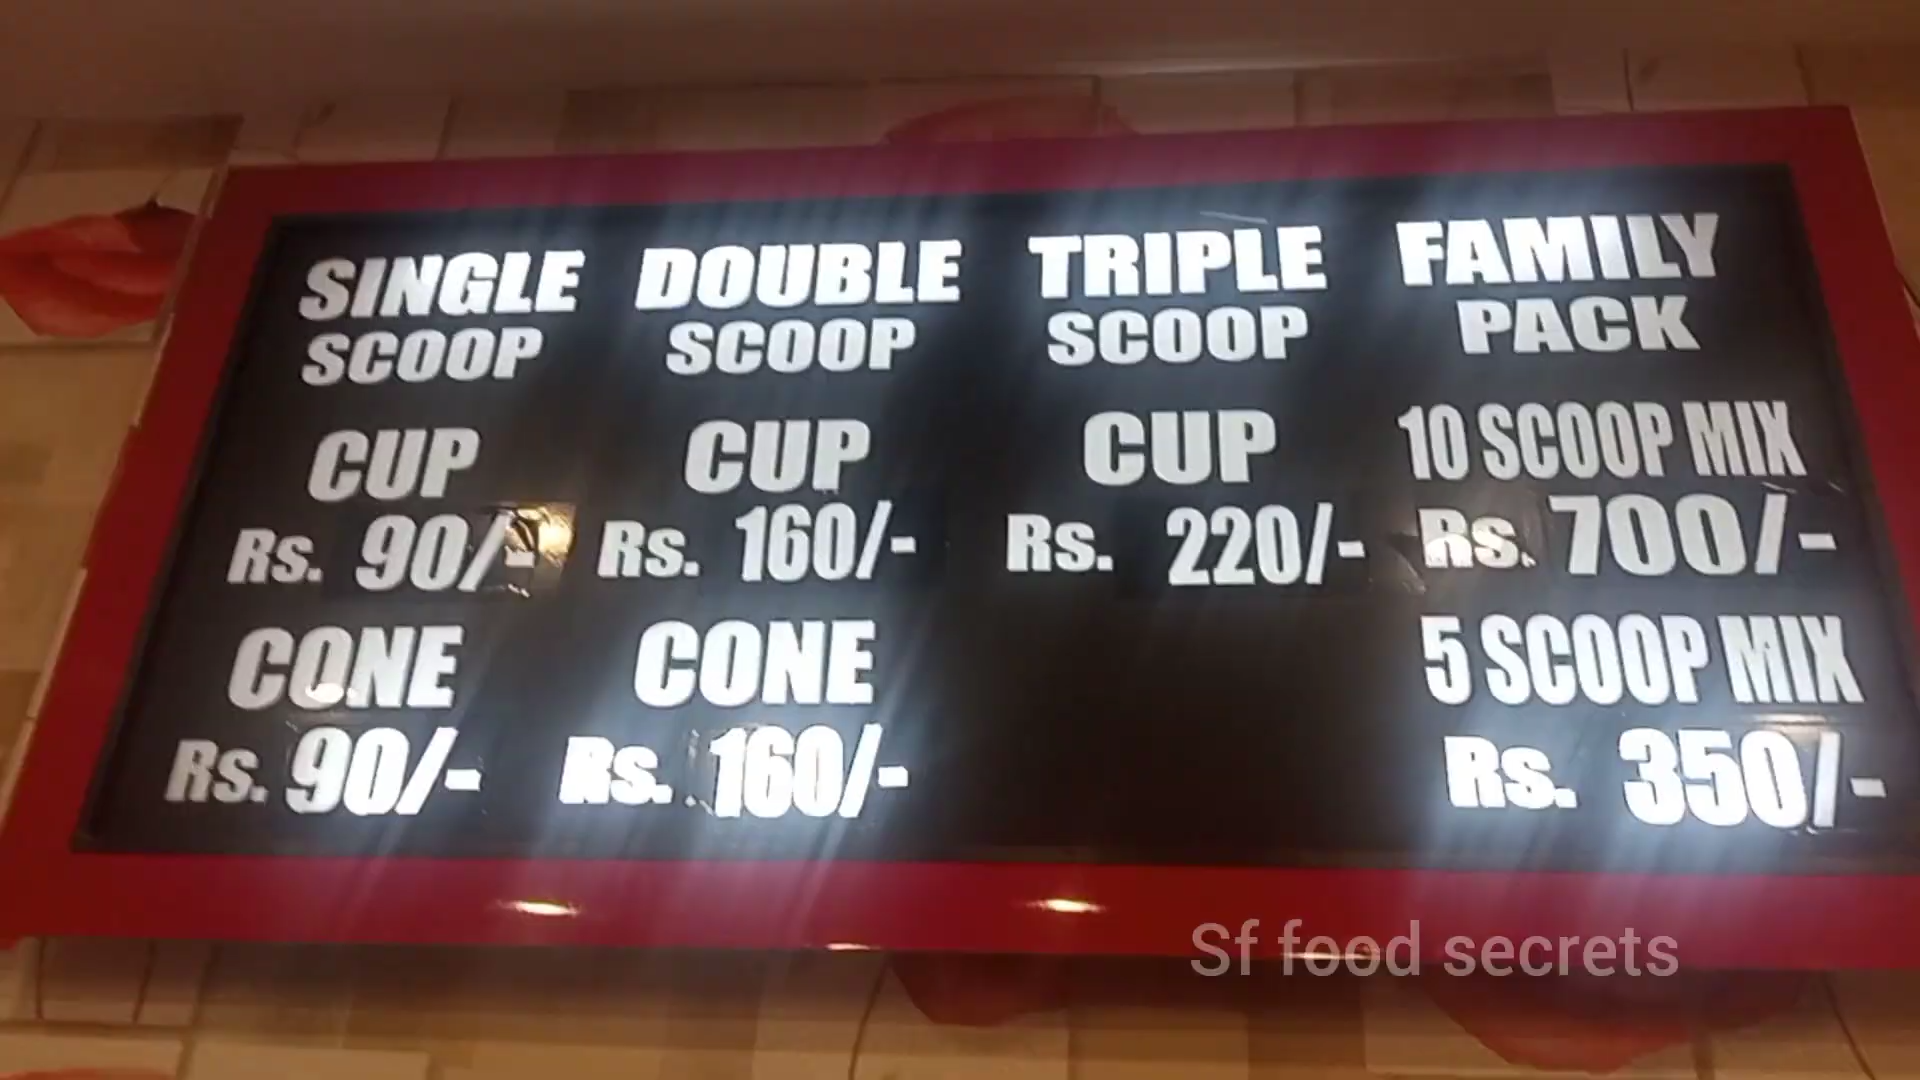 SINGLE
SCOOP
CUP
Rs. 90/-
CONE
Rs. 90/-
DOUBLE
SCOOP
CUP
Rs. 160/-
CONE
Rs. 160/-
TRIPLE
SCOOP
CUP
Rs. 220/-
FAMILY
PACK
10 SCOOP MIX
Rs. 700/-
5 SCOOP MIX
Rs. 350/-
Sf food secrets